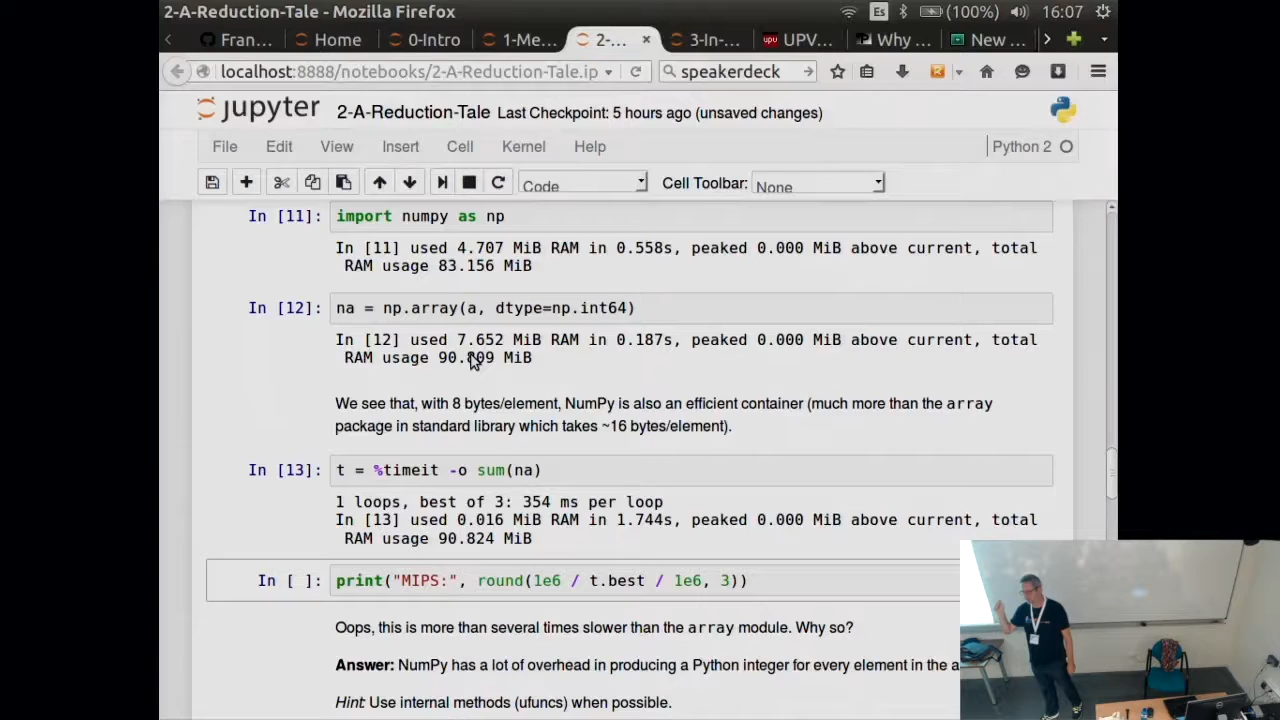 2-A-Reduction-Tale - Mozilla Firefox
Es (100%) 16:07
Fran... Home 0-Intro 1-Me... 2-... 3-In-... upv UPV... Why ... New ...
localhost:8888/notebooks/2-A-Reduction-Tale.ip speakerdeck
jupyter 2-A-Reduction-Tale Last Checkpoint: 5 hours ago (unsaved changes)
File Edit View Insert Cell Kernel Help Python 2
Code Cell Toolbar: None
In [11]: import numpy as np
In [11] used 4.707 MiB RAM in 0.558s, peaked 0.000 MiB above current, total
RAM usage 83.156 MiB
In [12]: na = np.array(a, dtype=np.int64)
In [12] used 7.652 MiB RAM in 0.187s, peaked 0.000 MiB above current, total
RAM usage 90.809 MiB
We see that, with 8 bytes/element, NumPy is also an efficient container (much more than the array
package in standard library which takes ~16 bytes/element).
In [13]: t = %timeit -o sum(na)
1 loops, best of 3: 354 ms per loop
In [13] used 0.016 MiB RAM in 1.744s, peaked 0.000 MiB above current, total
RAM usage 90.824 MiB
In [ ]: print("MIPS:", round(1e6 / t.best / 1e6, 3))
Oops, this is more than several times slower than the array module. Why so?
Answer: NumPy has a lot of overhead in producing a Python integer for every element in the a
Hint: Use internal methods (ufuncs) when possible.